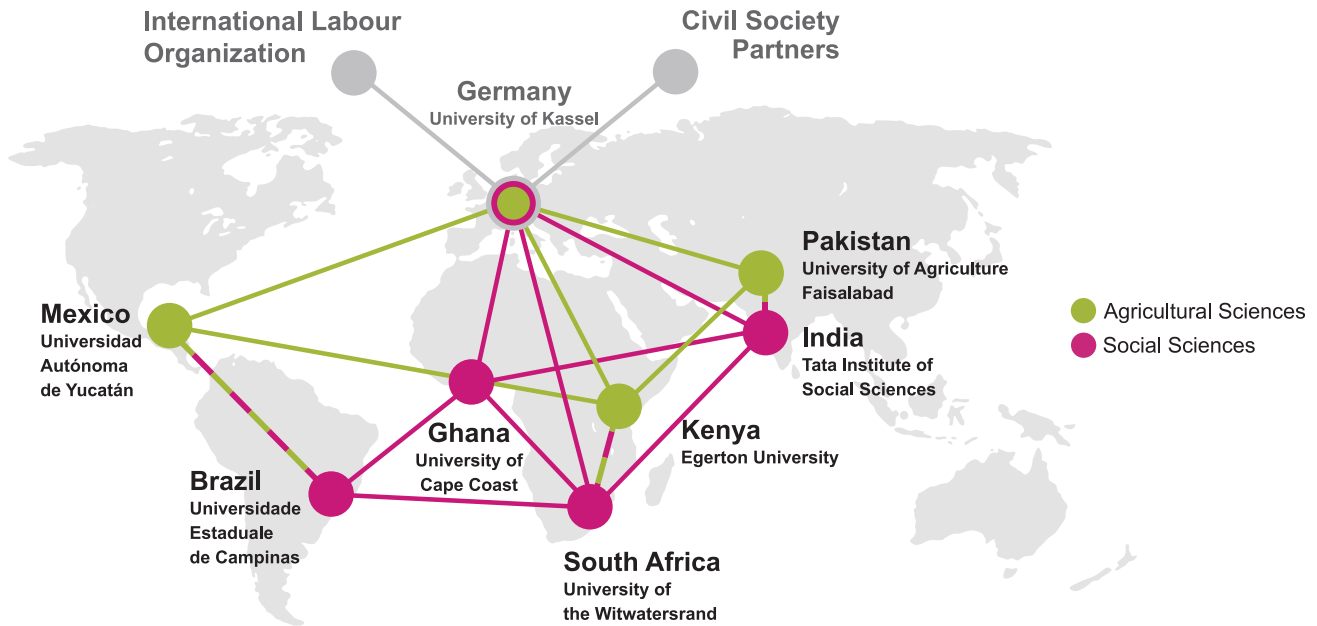 International Labour
Organization
Civil Society
Partners
Germany
University of Kassel
Pakistan
University of Agriculture
Faisalabad
Mexico
Universidad
Autónoma
de Yucatán
India
Tata Institute of
Social Sciences
Agricultural Sciences
Social Sciences
Ghana
University of
Cape Coast
Kenya
Egerton University
Brazil
Universidade
Estaduale
de Campinas
South Africa
University of
the Witwatersrand